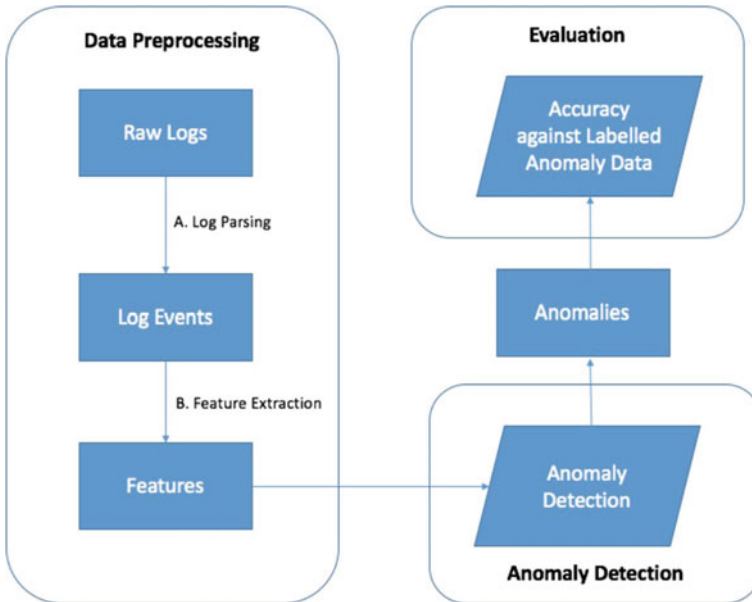 Data Preprocessing
Raw Logs
A. Log Parsing
Log Events
B. Feature Extraction
Features
Evaluation
Accuracy
against Labelled
Anomaly Data
Anomalies
Anomaly
Detection
Anomaly Detection